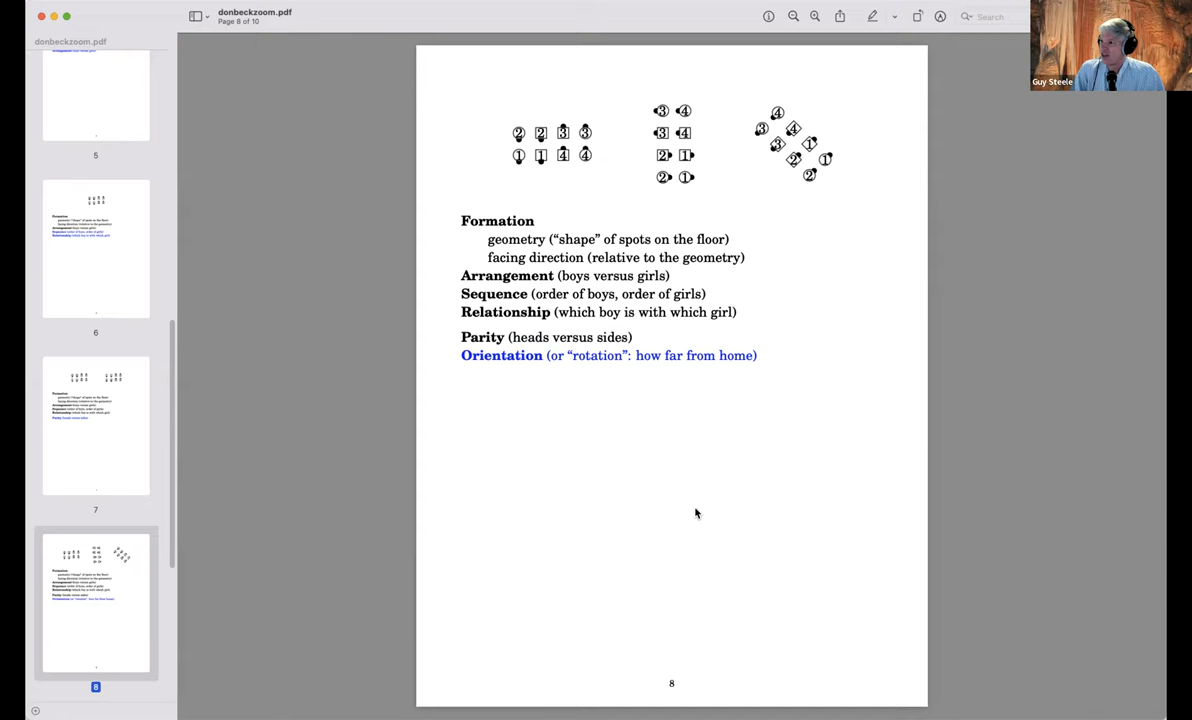 donbeckzoom.pdf
Page 8 of 10
Search
donbeckzoom.pdf
Guy Steele
5
6
7
8
③ ④
3 4
2 1
② ①
② 2 3 ③
① 1 4 ④
④
③ 4
3 1
2 ①
②
Formation
geometry (“shape” of spots on the floor)
facing direction (relative to the geometry)
Arrangement (boys versus girls)
Sequence (order of boys, order of girls)
Relationship (which boy is with which girl)
Parity (heads versus sides)
Orientation (or “rotation”: how far from home)
8